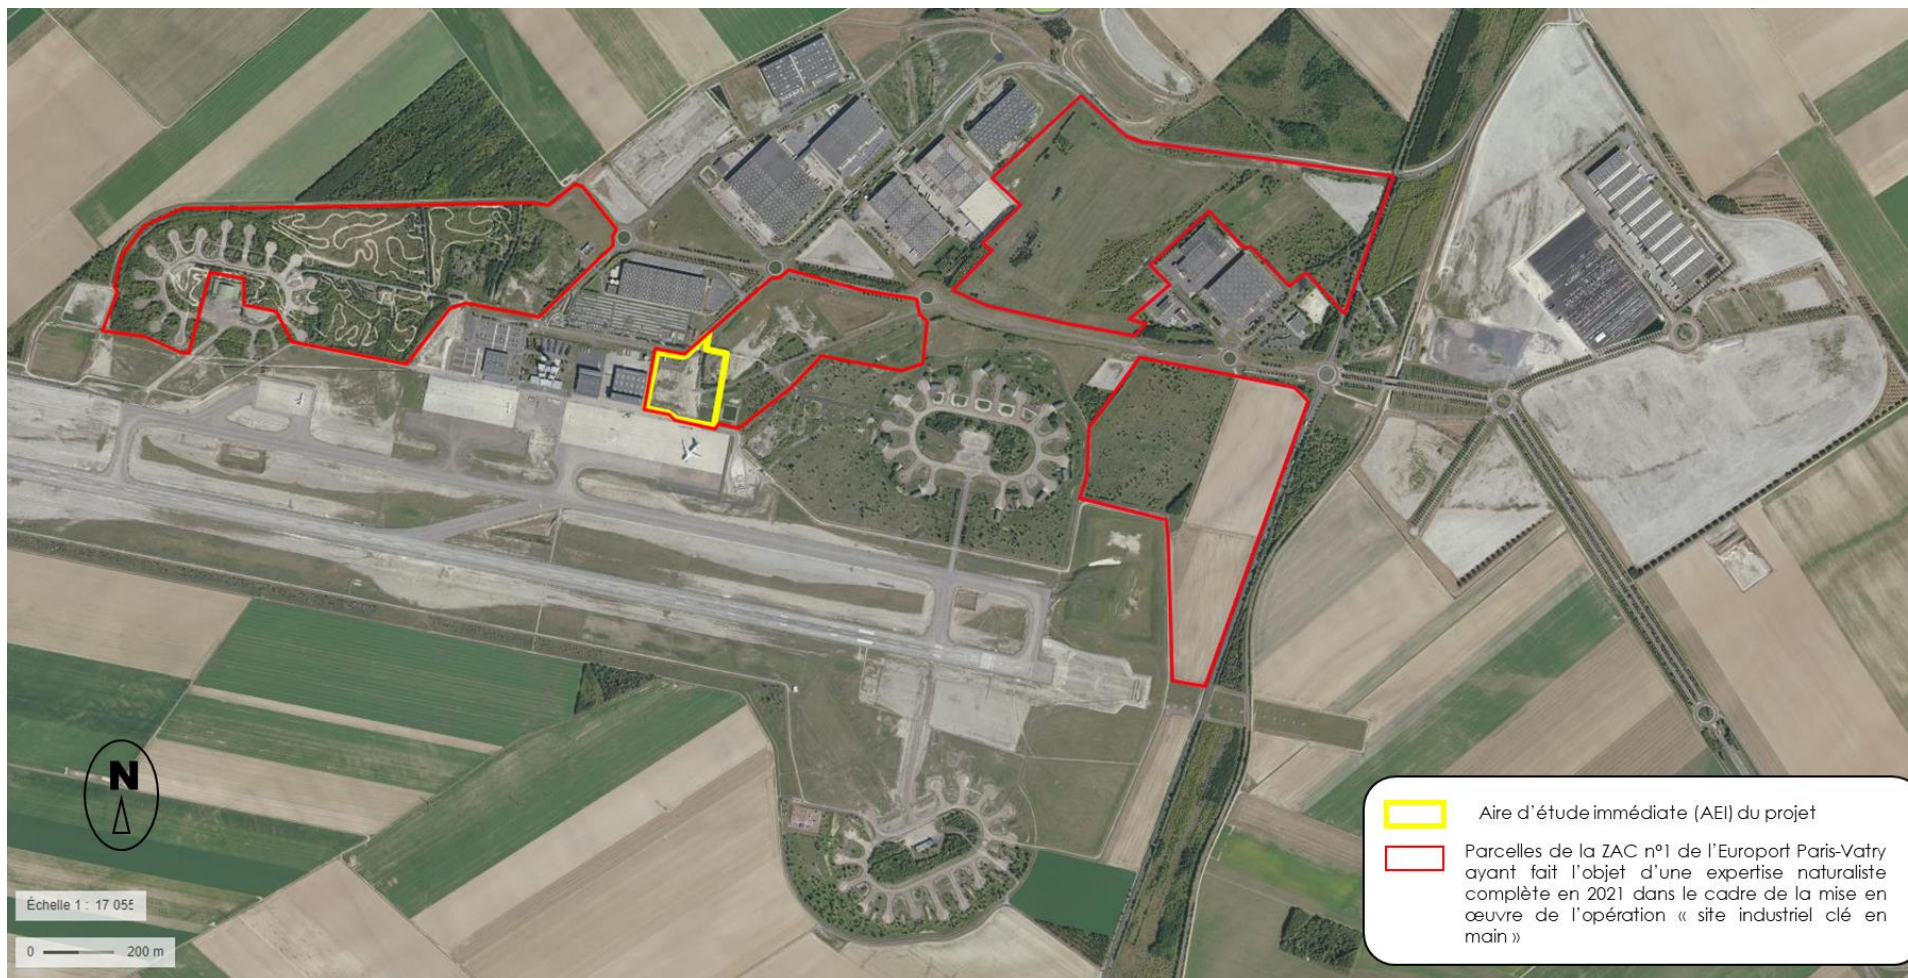 N
Échelle 1 : 17 055
0 200 m
Aire d'étude immédiate (AEI) du projet
Parcelles de la ZAC n°1 de l'Europort Paris-Vatry
ayant fait l'objet d'une expertise naturaliste
complète en 2021 dans le cadre de la mise en
œuvre de l'opération « site industriel clé en
main »